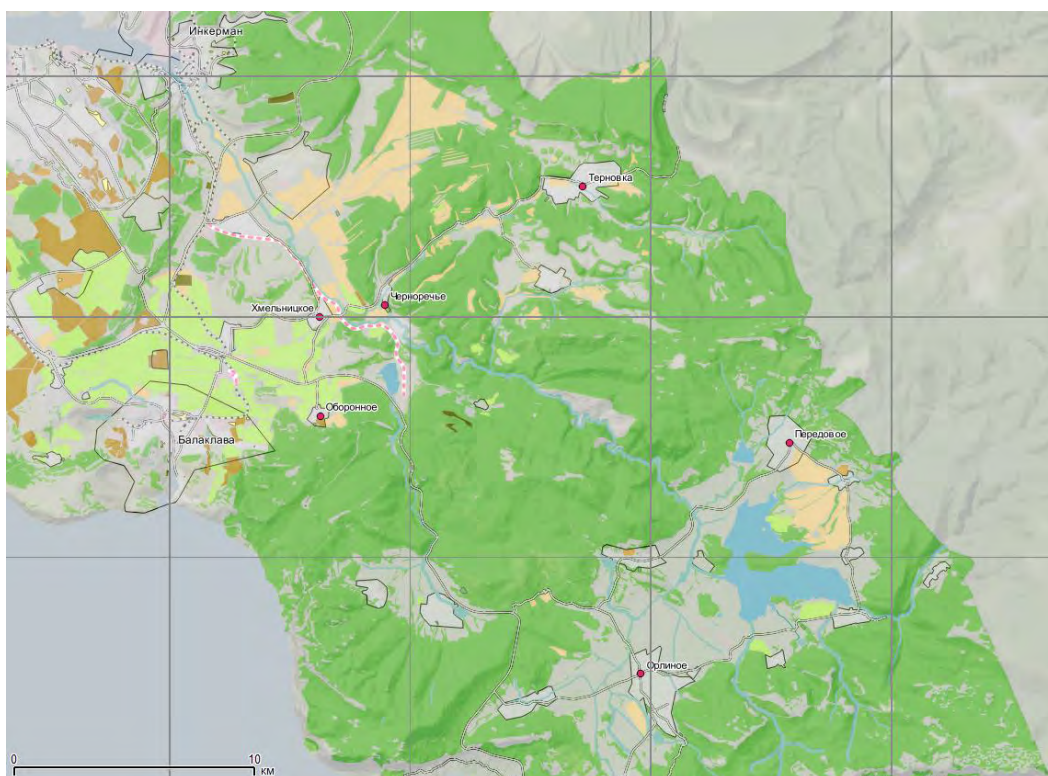 Инкерман
Терновка
Черноречье
Хмельницкое
Оборонное
Балаклава
Передовое
Орлиное
0 10
км